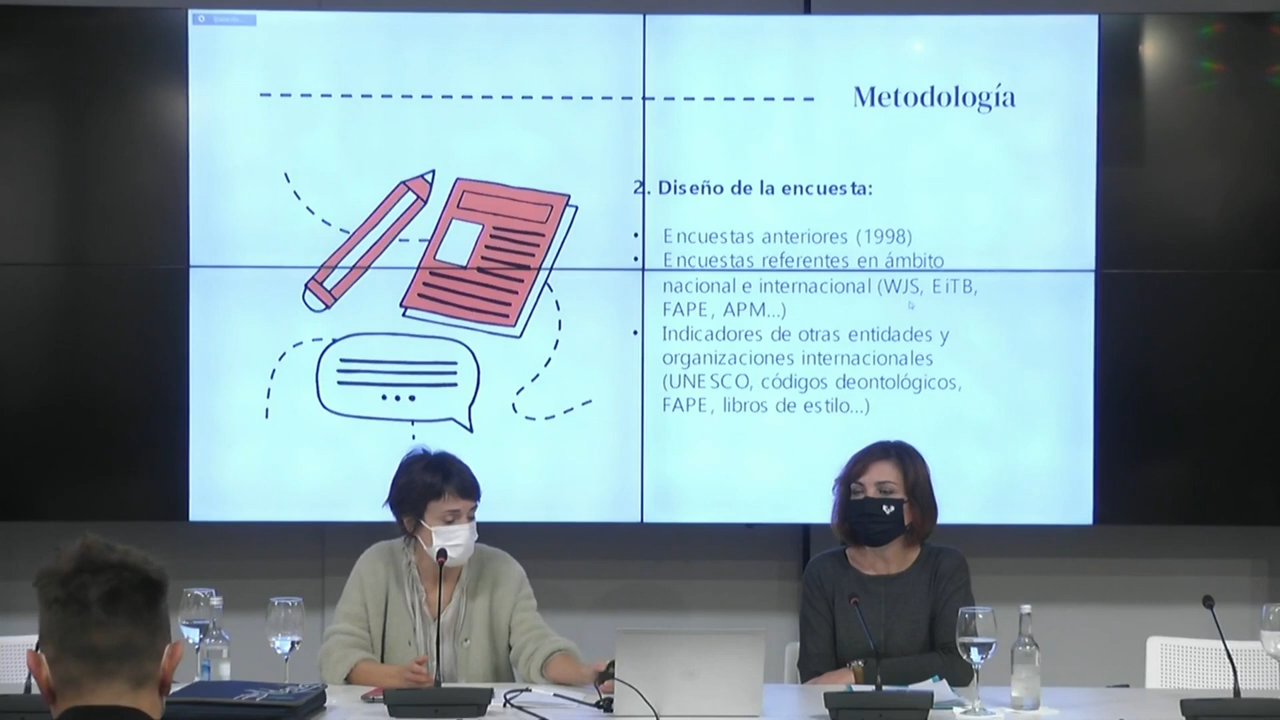 Metodología
2. Diseño de la encuesta:
• Encuestas anteriores (1998)
• Encuestas referentes en ámbito
nacional e internacional (WJS, EiTB,
FAPE, APM...)
• Indicadores de otras entidades y
organizaciones internacionales
(UNESCO, códigos deontológicos,
FAPE, libros de estilo...)